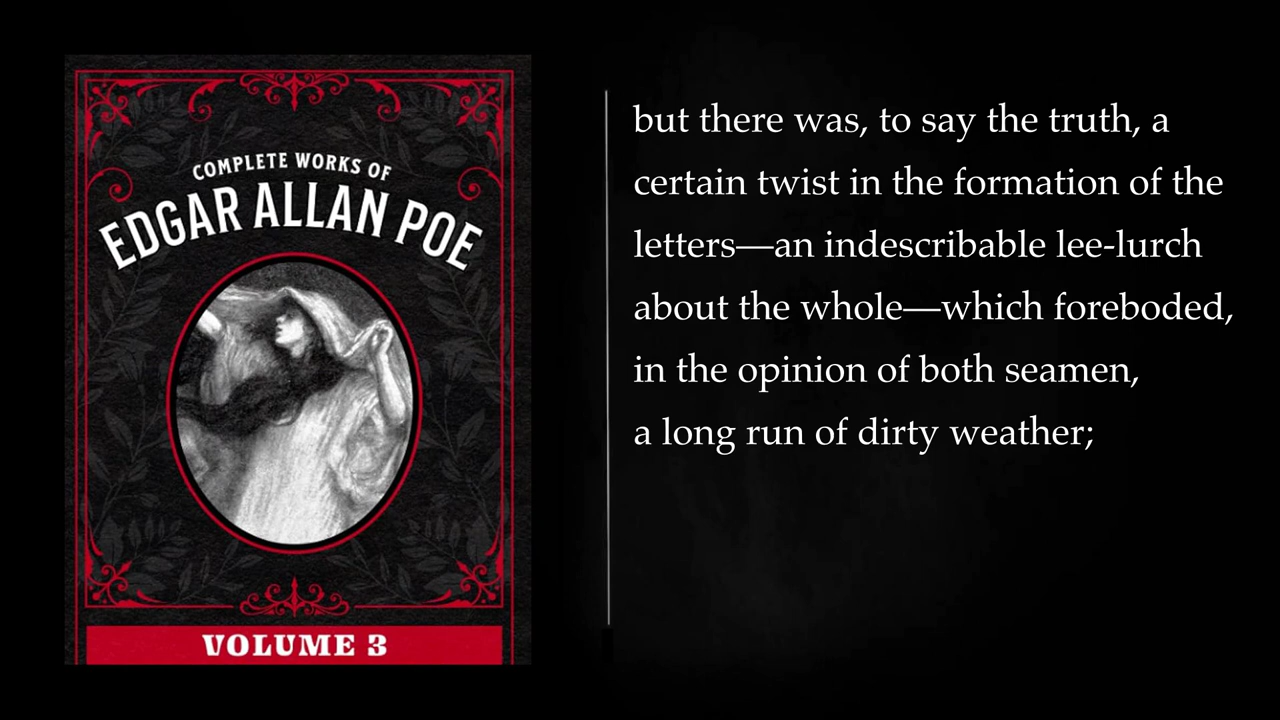 COMPLETE WORKS OF
EDGAR ALLAN POE
VOLUME 3
but there was, to say the truth, a
certain twist in the formation of the
letters—an indescribable lee-lurch
about the whole—which foreboded,
in the opinion of both seamen,
a long run of dirty weather;